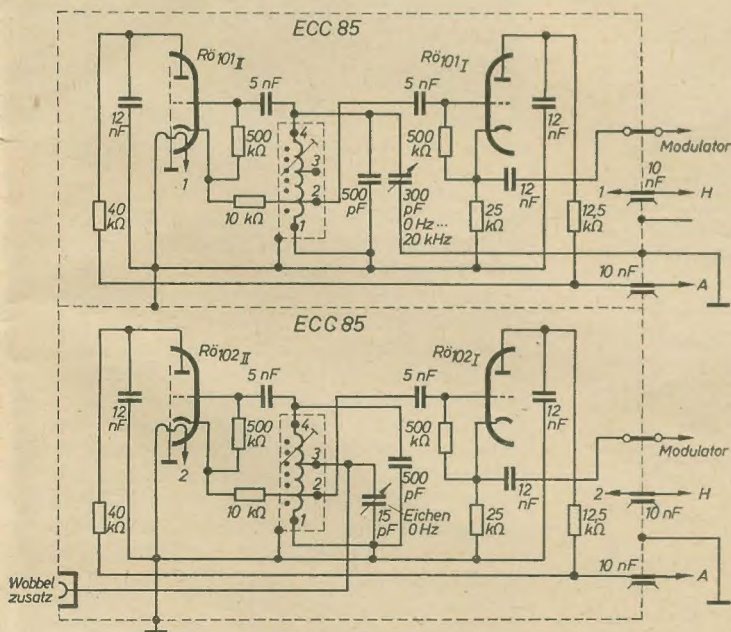 ECC 85
Rö101II
Rö101I
5 nF
5 nF
12 nF
500 kΩ
4
3
2
1
500 kΩ
12 nF
Modulator
1
10 kΩ
500 pF
300 pF
0 Hz...
20 kHz
12 nF
10 nF
1
H
40 kΩ
25 kΩ
12,5 kΩ
10 nF
A
ECC 85
Rö102II
Rö102I
5 nF
5 nF
12 nF
500 kΩ
4
3
2
1
500 pF
500 kΩ
12 nF
Modulator
2
10 kΩ
15 pF
Eichen
0 Hz
12 nF
2
H
10 nF
40 kΩ
25 kΩ
12,5 kΩ
10 nF
A
Wobbel
zusatz